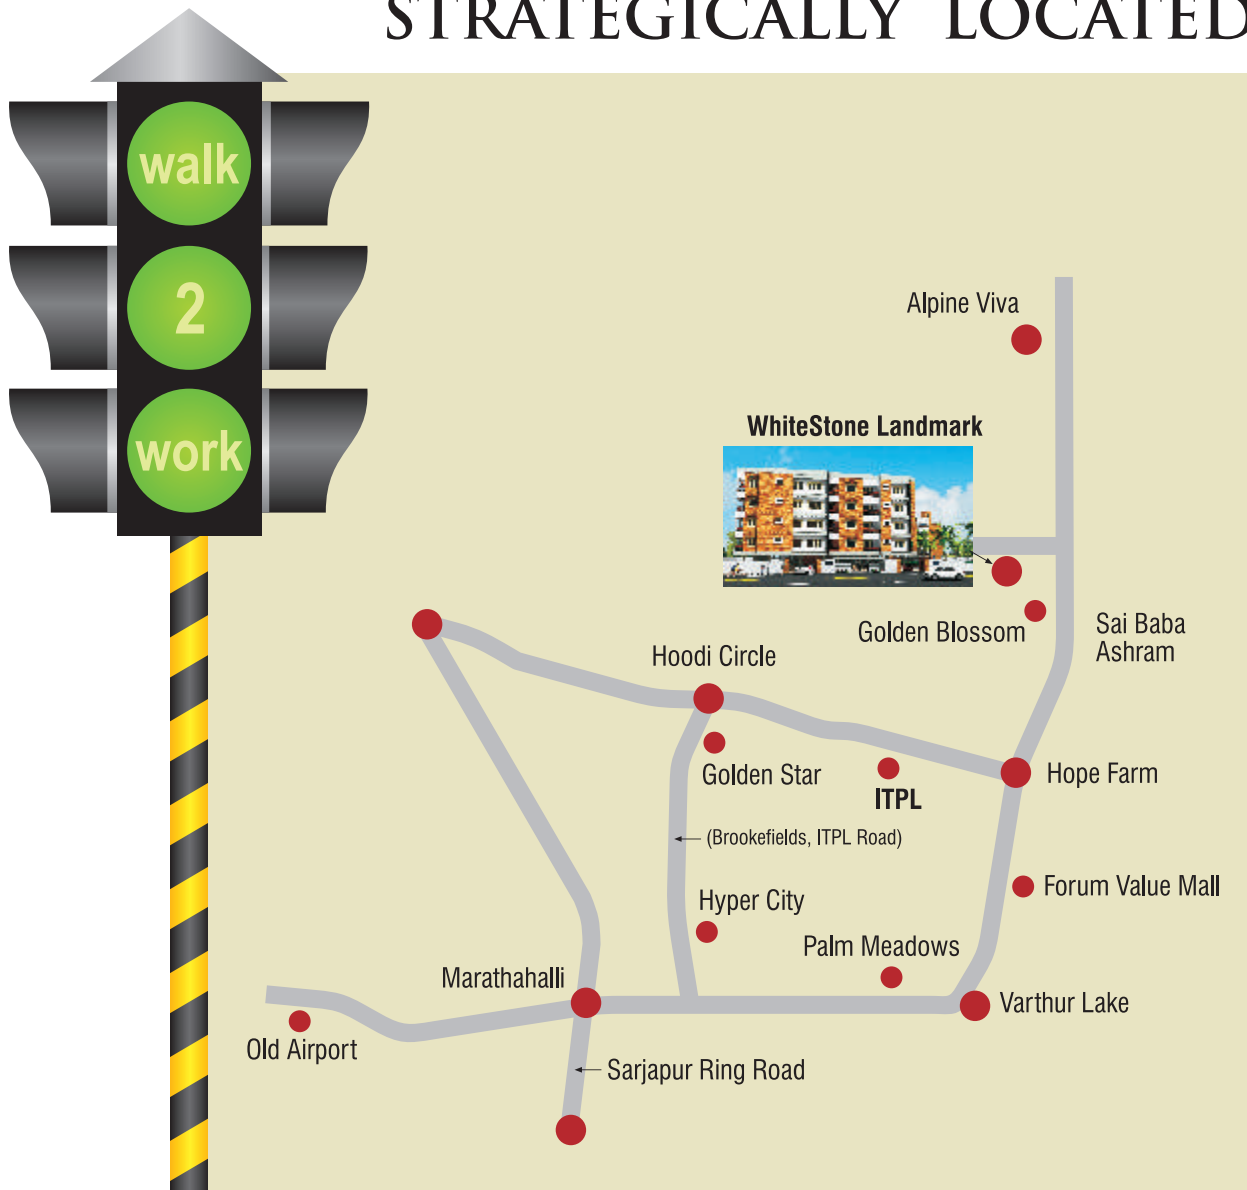 STRATEGICALLY LOCATED
walk
2
work
Alpine Viva
WhiteStone Landmark
Golden Blossom
Sai Baba
Ashram
Hoodi Circle
Golden Star
ITPL
Hope Farm
(Brookefields, ITPL Road)
Forum Value Mall
Hyper City
Palm Meadows
Marathahalli
Varthur Lake
Old Airport
Sarjapur Ring Road